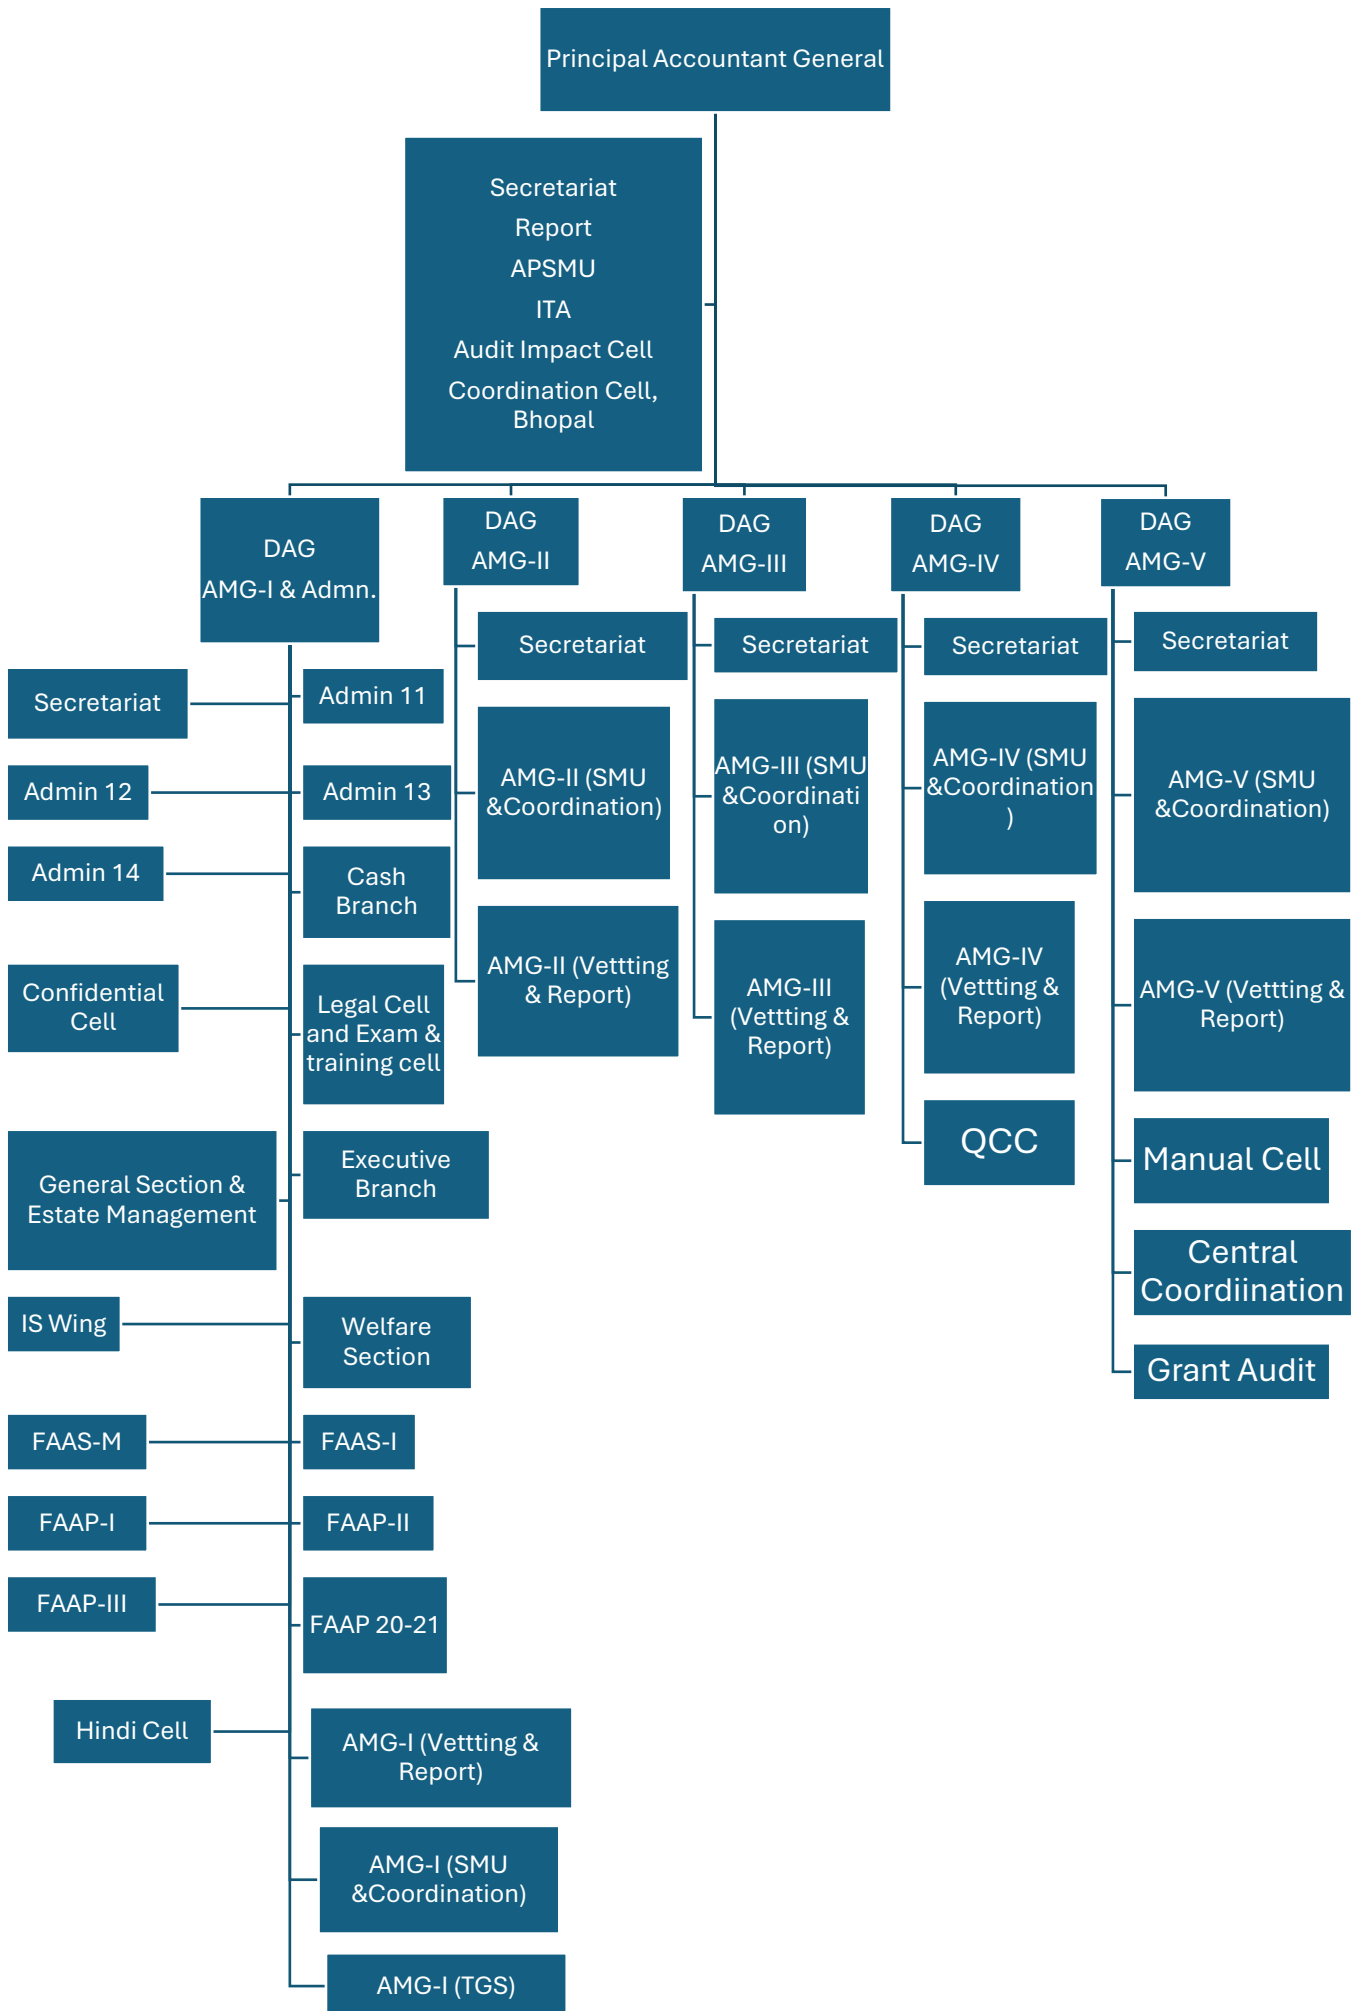 Principal Accountant General
Secretariat
Report
APSMU
ITA
Audit Impact Cell
Coordination Cell,
Bhopal
DAG
AMG-I & Admn.
DAG
AMG-II
DAG
AMG-III
DAG
AMG-IV
DAG
AMG-V
Secretariat
Admin 11
Admin 12
Admin 13
Admin 14
Cash
Branch
Confidential
Cell
Legal Cell
and Exam &
training cell
General Section &
Estate Management
Executive
Branch
IS Wing
Welfare
Section
FAAS-M
FAAS-I
FAAP-I
FAAP-II
FAAP-III
FAAP 20-21
Hindi Cell
AMG-I (Vettting &
Report)
AMG-I (SMU
&Coordination)
AMG-I (TGS)
Secretariat
AMG-II (SMU
&Coordination)
AMG-II (Vettting
& Report)
Secretariat
AMG-III (SMU
&Coordinati
on)
AMG-III
(Vettting &
Report)
Secretariat
AMG-IV (SMU
&Coordination
)
AMG-IV
(Vettting &
Report)
QCC
Secretariat
AMG-V (SMU
&Coordination)
AMG-V (Vettting &
Report)
Manual Cell
Central
Coordiination
Grant Audit